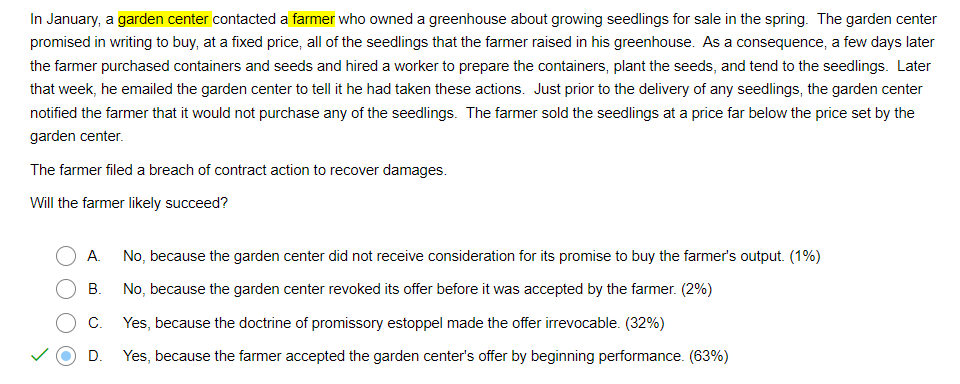 In January, a garden center contacted a farmer who owned a greenhouse about growing seedlings for sale in the spring.  The garden center
promised in writing to buy, at a fixed price, all of the seedlings that the farmer raised in his greenhouse.  As a consequence, a few days later
the farmer purchased containers and seeds and hired a worker to prepare the containers, plant the seeds, and tend to the seedlings.  Later
that week, he emailed the garden center to tell it he had taken these actions.  Just prior to the delivery of any seedlings, the garden center
notified the farmer that it would not purchase any of the seedlings.  The farmer sold the seedlings at a price far below the price set by the
garden center.
The farmer filed a breach of contract action to recover damages.
Will the farmer likely succeed?
A. No, because the garden center did not receive consideration for its promise to buy the farmer's output. (1%)
B. No, because the garden center revoked its offer before it was accepted by the farmer. (2%)
C. Yes, because the doctrine of promissory estoppel made the offer irrevocable. (32%)
D. Yes, because the farmer accepted the garden center's offer by beginning performance. (63%)